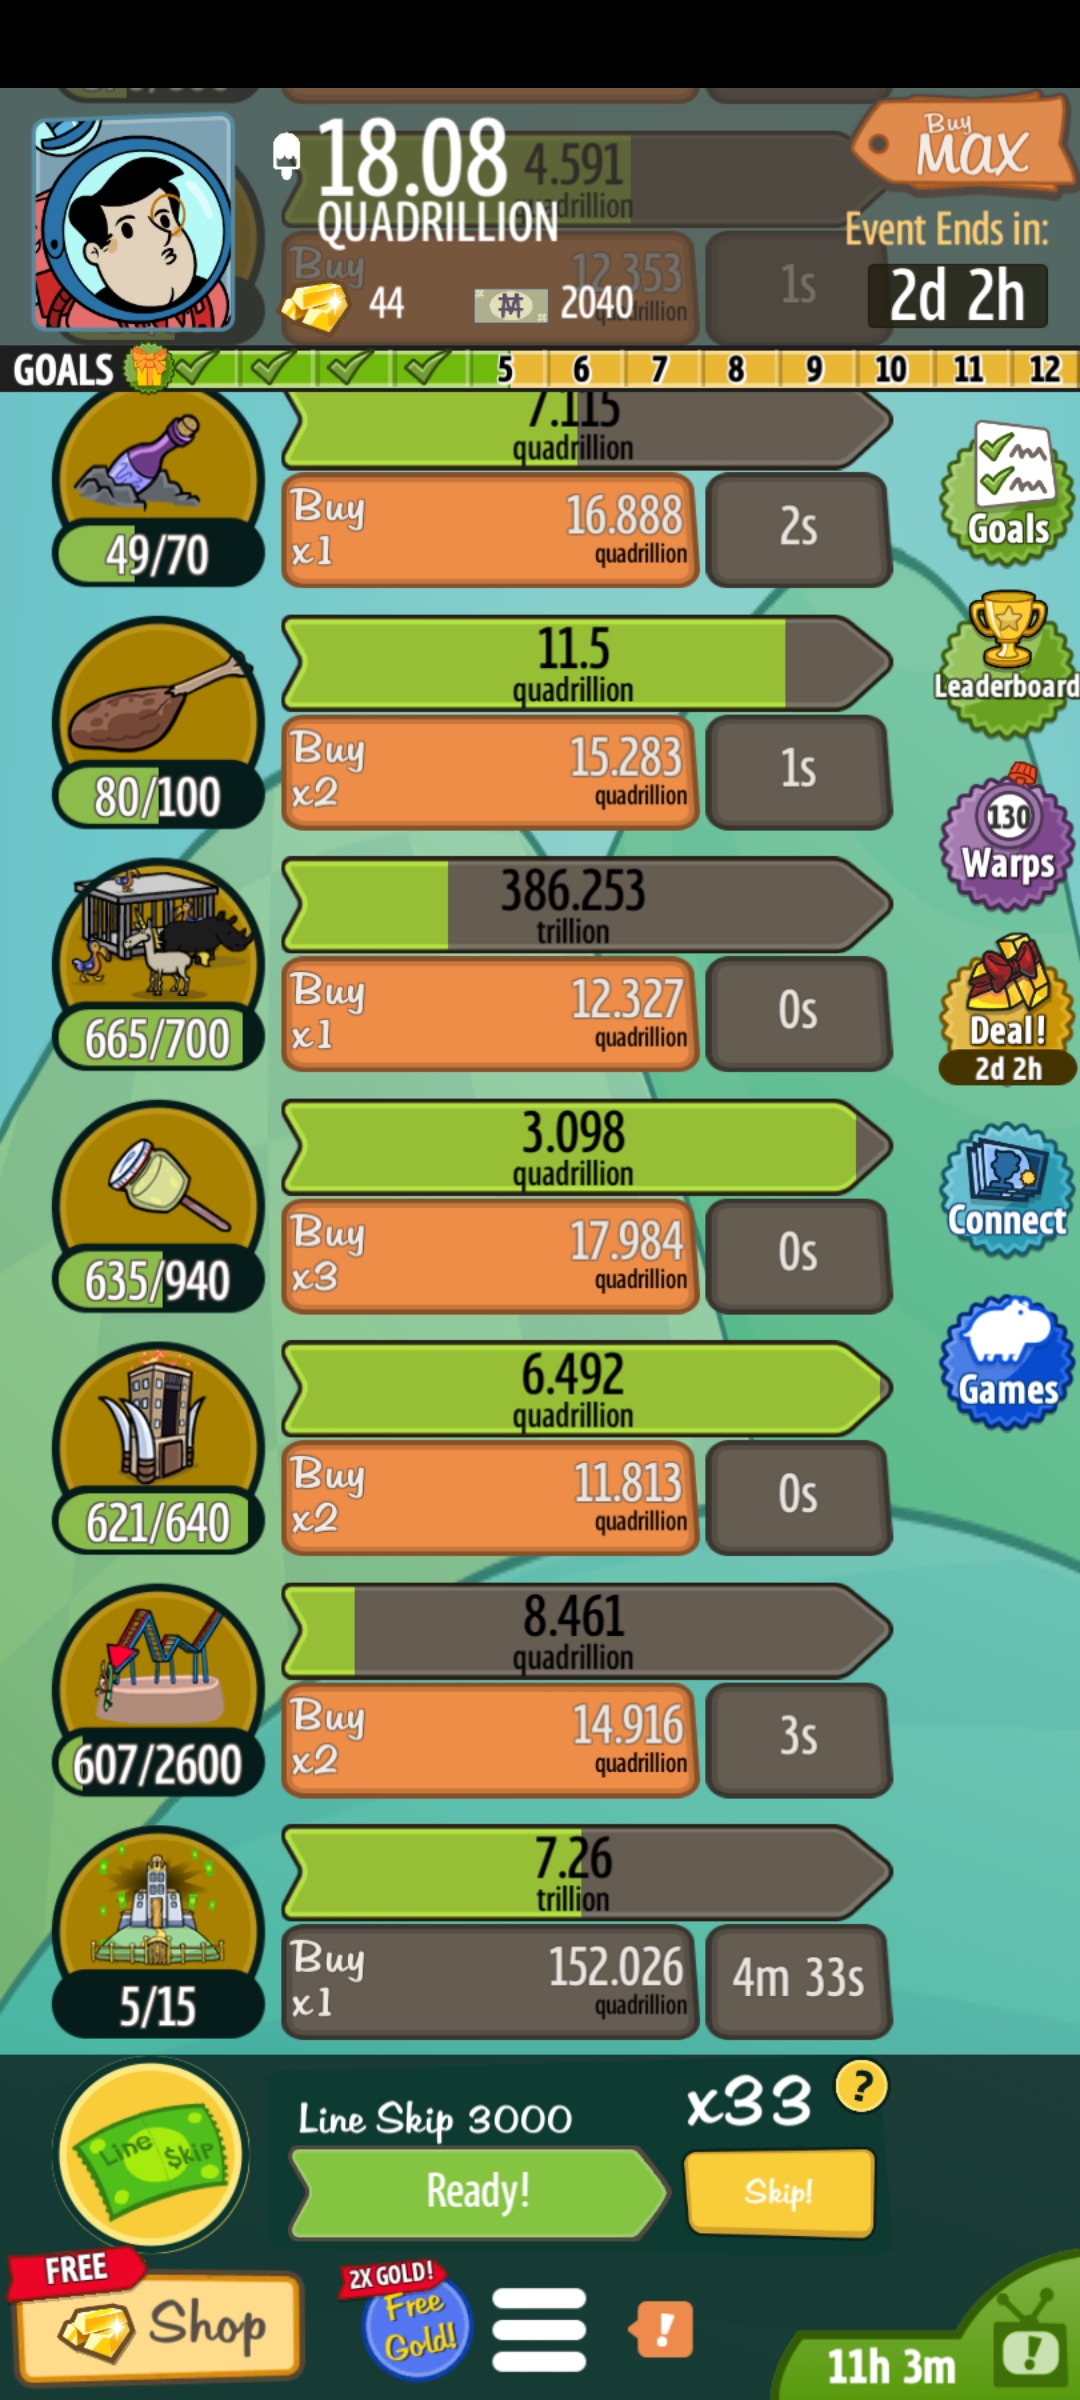 18.08
QUADRILLION
4.591
Buy
MAX
Event Ends in:
2d 2h
Buy
12.353
1s
44
2040
GOALS
5
6
7
8
9
10
11
12
7.115
quadrillion
49/70
Buy
x1
16.888
quadrillion
2s
Goals
11.5
quadrillion
80/100
Buy
x2
15.283
quadrillion
1s
Leaderboard
386.253
trillion
665/700
Buy
x1
12.327
quadrillion
0s
130
Warps
Deal!
2d 2h
3.098
quadrillion
635/940
Buy
x3
17.984
quadrillion
0s
Connect
6.492
quadrillion
621/640
Buy
x2
11.813
quadrillion
0s
Games
8.461
quadrillion
607/2600
Buy
x2
14.916
quadrillion
3s
7.26
trillion
5/15
Buy
x1
152.026
quadrillion
4m 33s
Line $kip
Line Skip 3000
x33
?
Ready!
Skip!
FREE
Shop
2X GOLD!
Free
Gold!
!
11h 3m
!